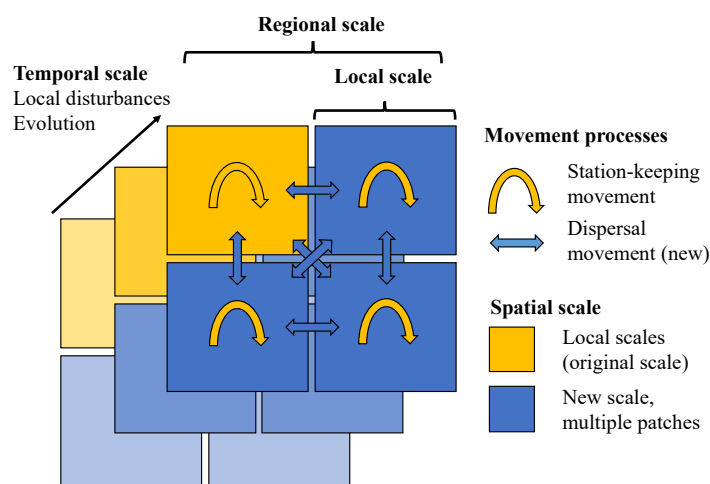 Regional scale
Temporal scale
Local disturbances
Evolution
Local scale
Movement processes
Station-keeping
movement
Dispersal
movement (new)
Spatial scale
Local scales
(original scale)
New scale,
multiple patches